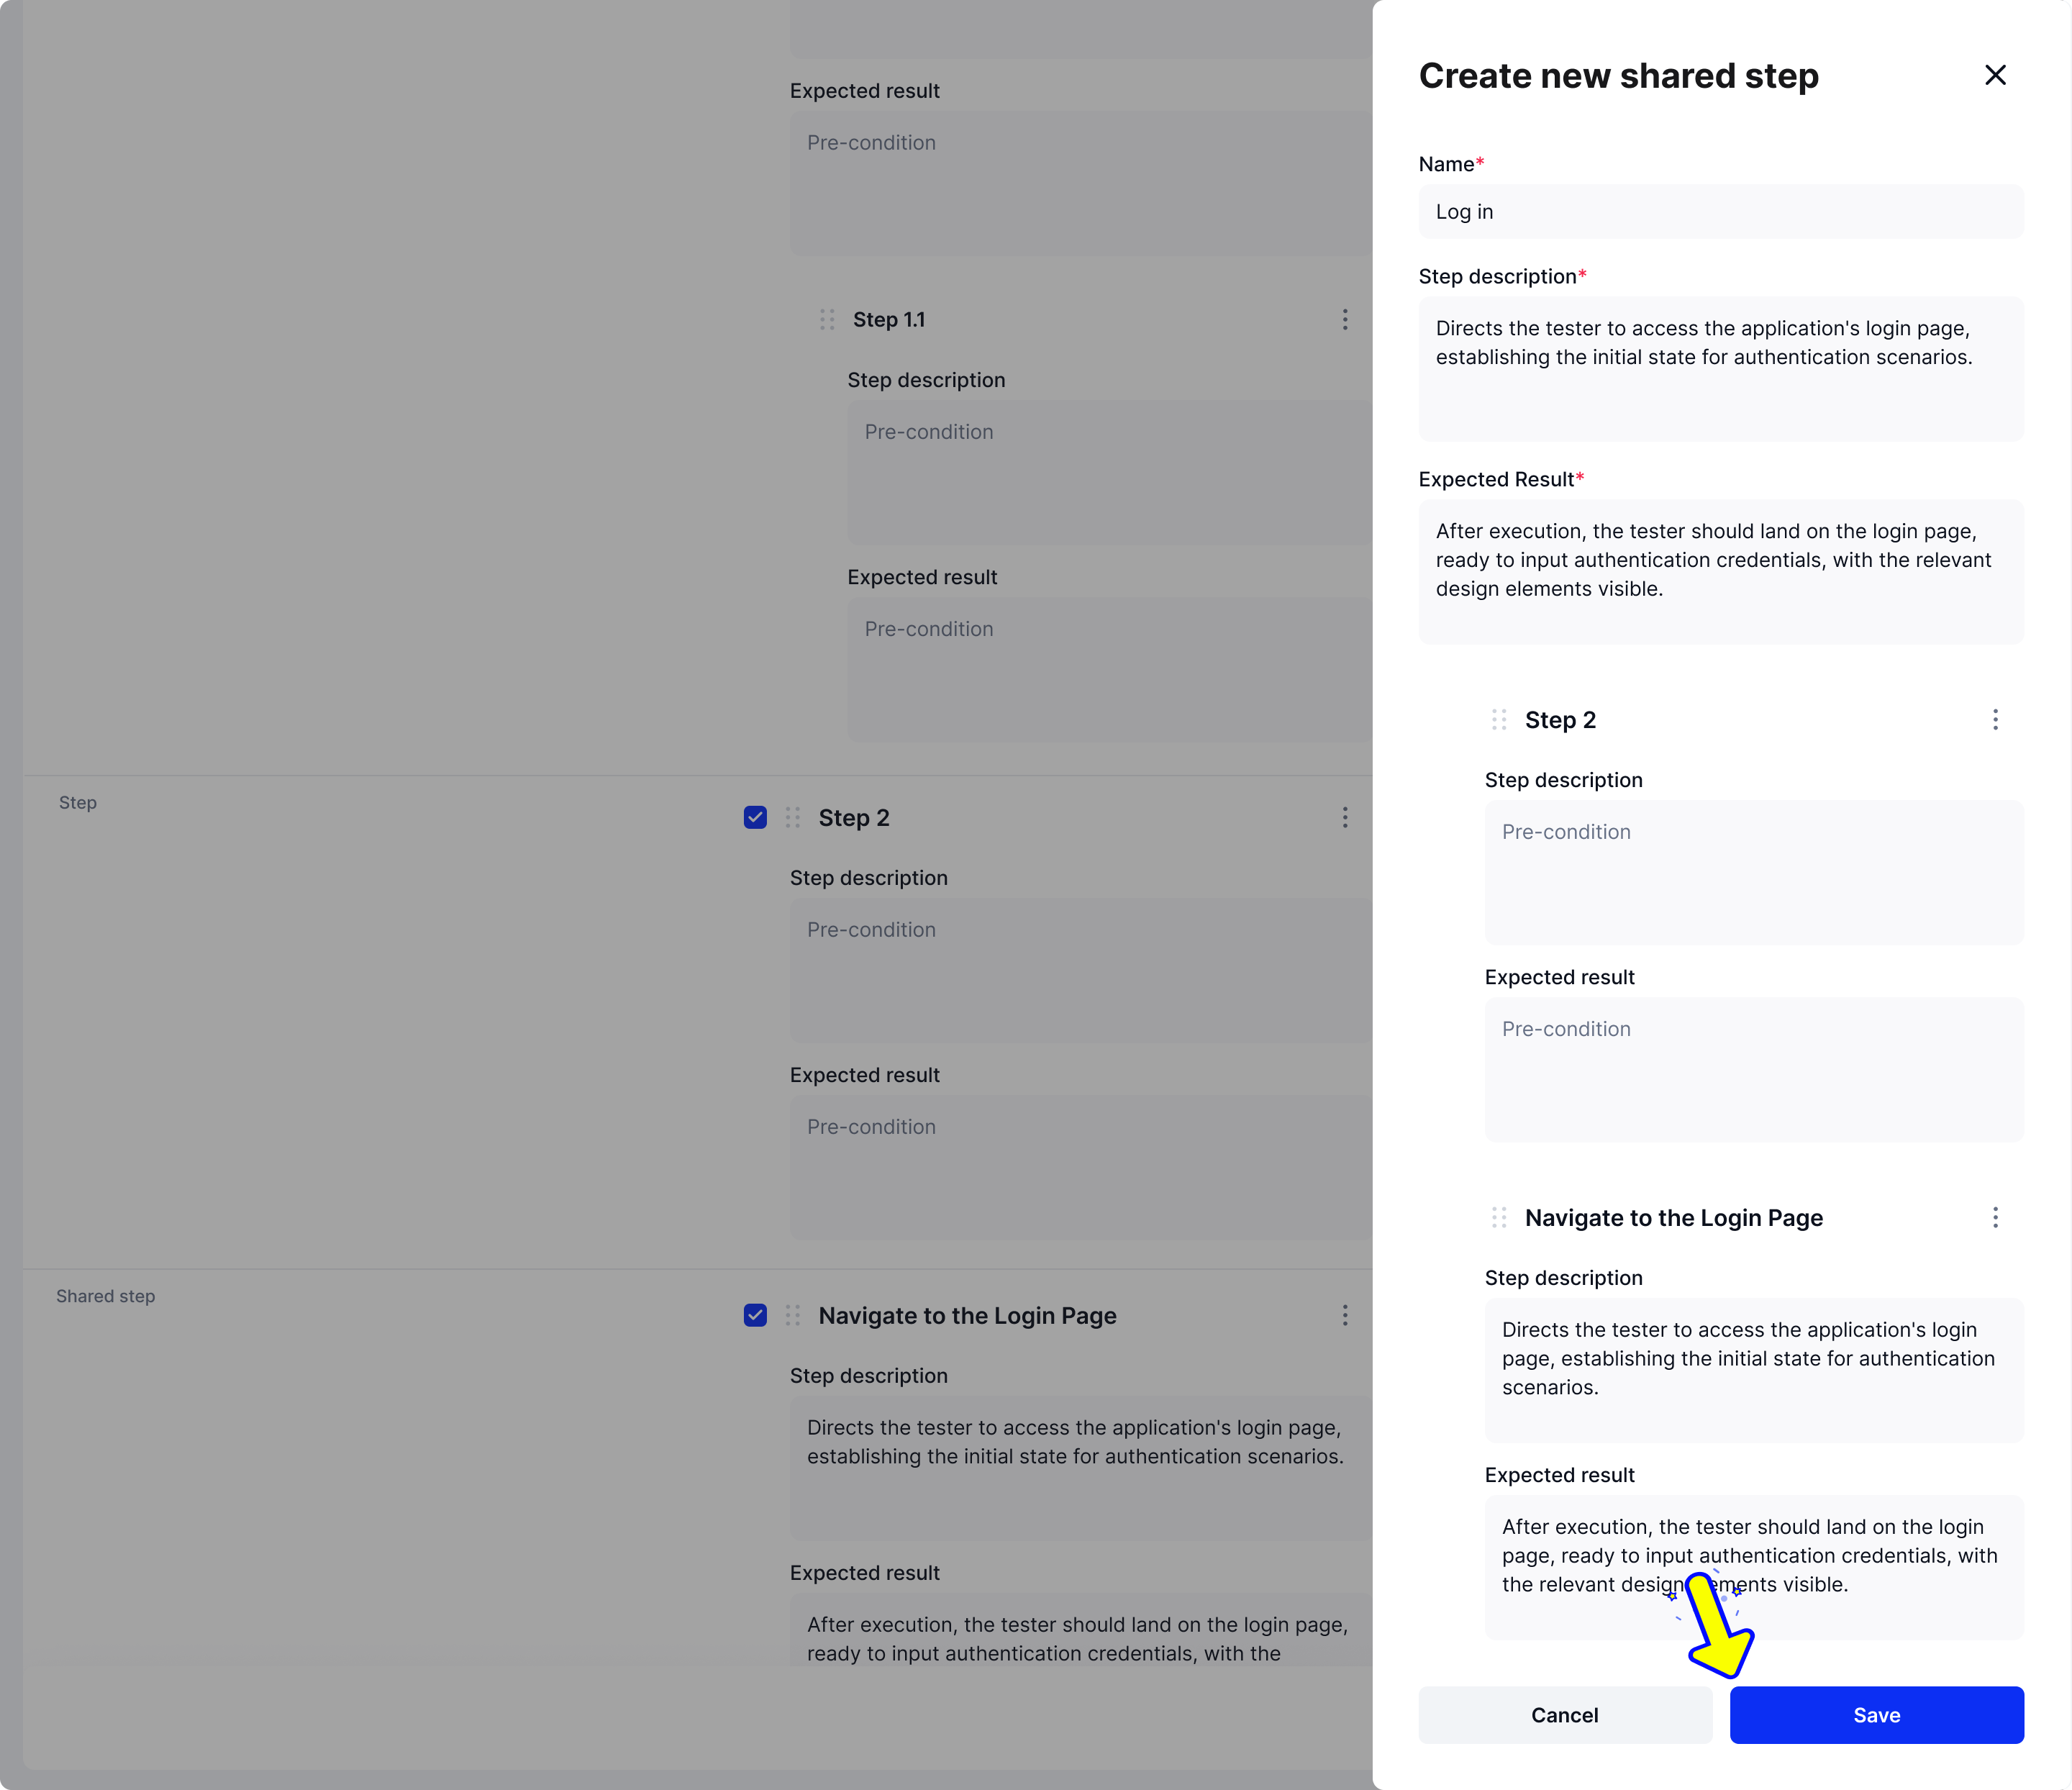 Expected result
Pre-condition
Step 1.1
Step description
Pre-condition
Expected result
Pre-condition
Step
Step 2
Step description
Pre-condition
Expected result
Pre-condition
Shared step
Navigate to the Login Page
Step description
Directs the tester to access the application's login page,
establishing the initial state for authentication scenarios.
Expected result
After execution, the tester should land on the login page,
ready to input authentication credentials, with the
Create new shared step
Name*
Log in
Step description*
Directs the tester to access the application's login page,
establishing the initial state for authentication scenarios.
Expected Result*
After execution, the tester should land on the login page,
ready to input authentication credentials, with the relevant
design elements visible.
Step 2
Step description
Pre-condition
Expected result
Pre-condition
Navigate to the Login Page
Step description
Directs the tester to access the application's login
page, establishing the initial state for authentication
scenarios.
Expected result
After execution, the tester should land on the login
page, ready to input authentication credentials, with
the relevant design elements visible.
Cancel
Save